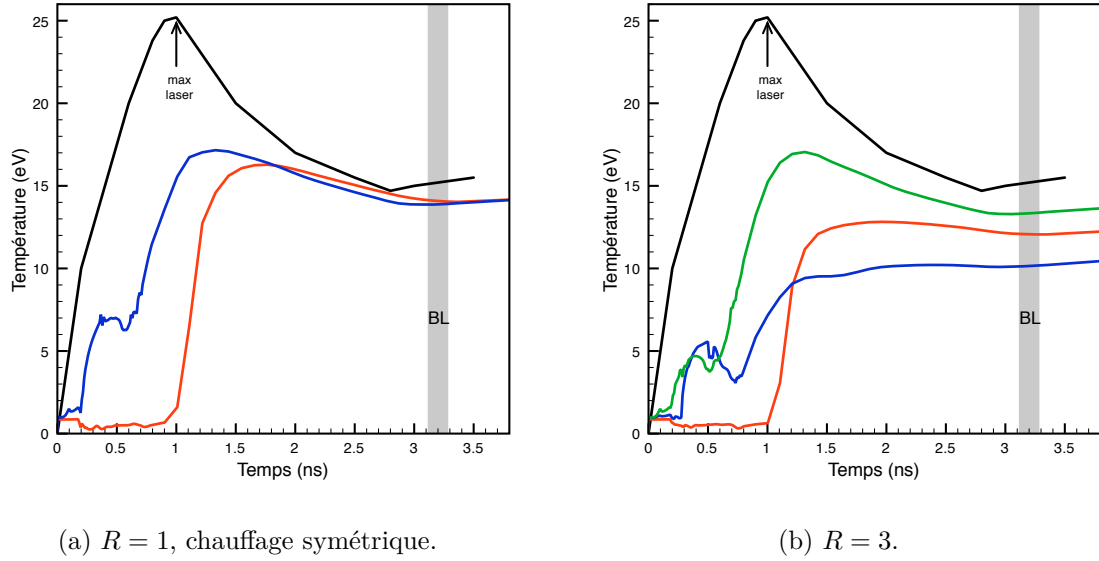 25
20
15
10
5
0
Température (eV)
max
laser
BL
0
0.5
1
1.5
2
2.5
3
3.5
Temps (ns)
(a) R = 1, chauffage symétrique.
25
20
15
10
5
0
Température (eV)
max
laser
BL
0
0.5
1
1.5
2
2.5
3
3.5
Temps (ns)
(b) R = 3.